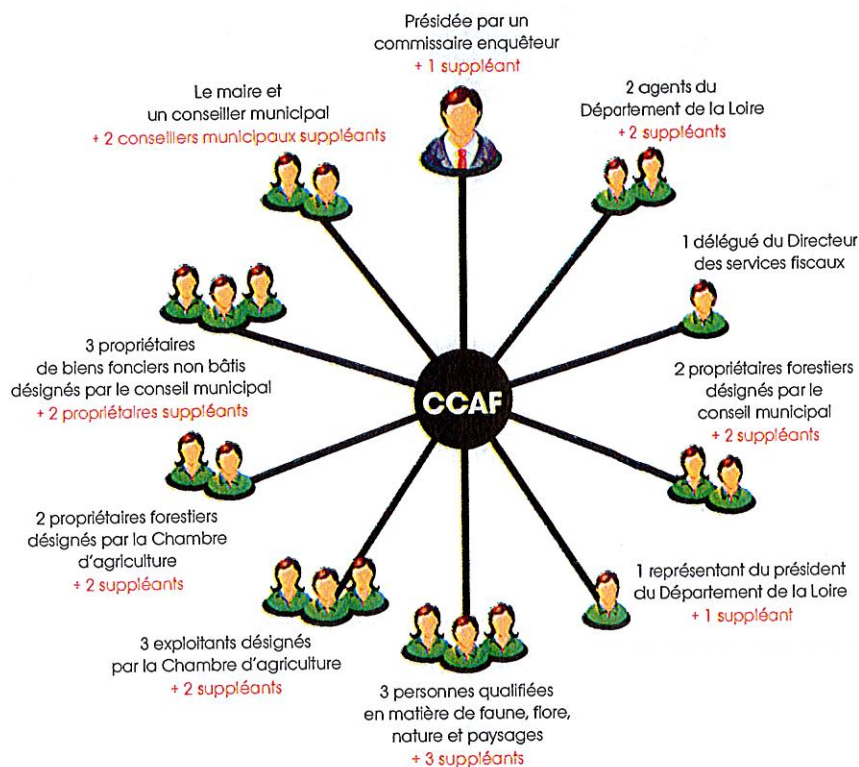 Présidée par un
commissaire enquêteur
+ 1 suppléant
2 agents du
Département de la Loire
+ 2 suppléants
1 délégué du Directeur
des services fiscaux
2 propriétaires forestiers
désignés par le
conseil municipal
+ 2 suppléants
1 représentant du président
du Département de la Loire
+ 1 suppléant
3 personnes qualifiées
en matière de faune, flore,
nature et paysages
+ 3 suppléants
3 exploitants désignés
par la Chambre d'agriculture
+ 2 suppléants
2 propriétaires forestiers
désignés par la Chambre
d'agriculture
+ 2 suppléants
3 propriétaires
de biens fonciers non bâtis
désignés par le conseil municipal
+ 2 propriétaires suppléants
Le maire et
un conseiller municipal
+ 2 conseillers municipaux suppléants
CCAF